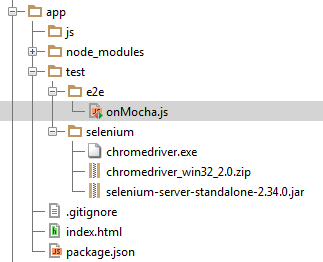 app
js
node_modules
test
e2e
onMocha.js
selenium
chromedriver.exe
chromedriver_win32_2.0.zip
selenium-server-standalone-2.34.0.jar
.gitignore
index.html
package.json